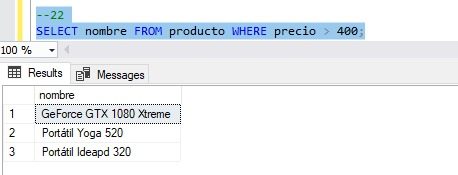 --22
SELECT nombre FROM producto WHERE precio > 400;
100 %
Results Messages
nombre
1 GeForce GTX 1080 Xtreme
2 Portátil Yoga 520
3 Portátil Ideapd 320